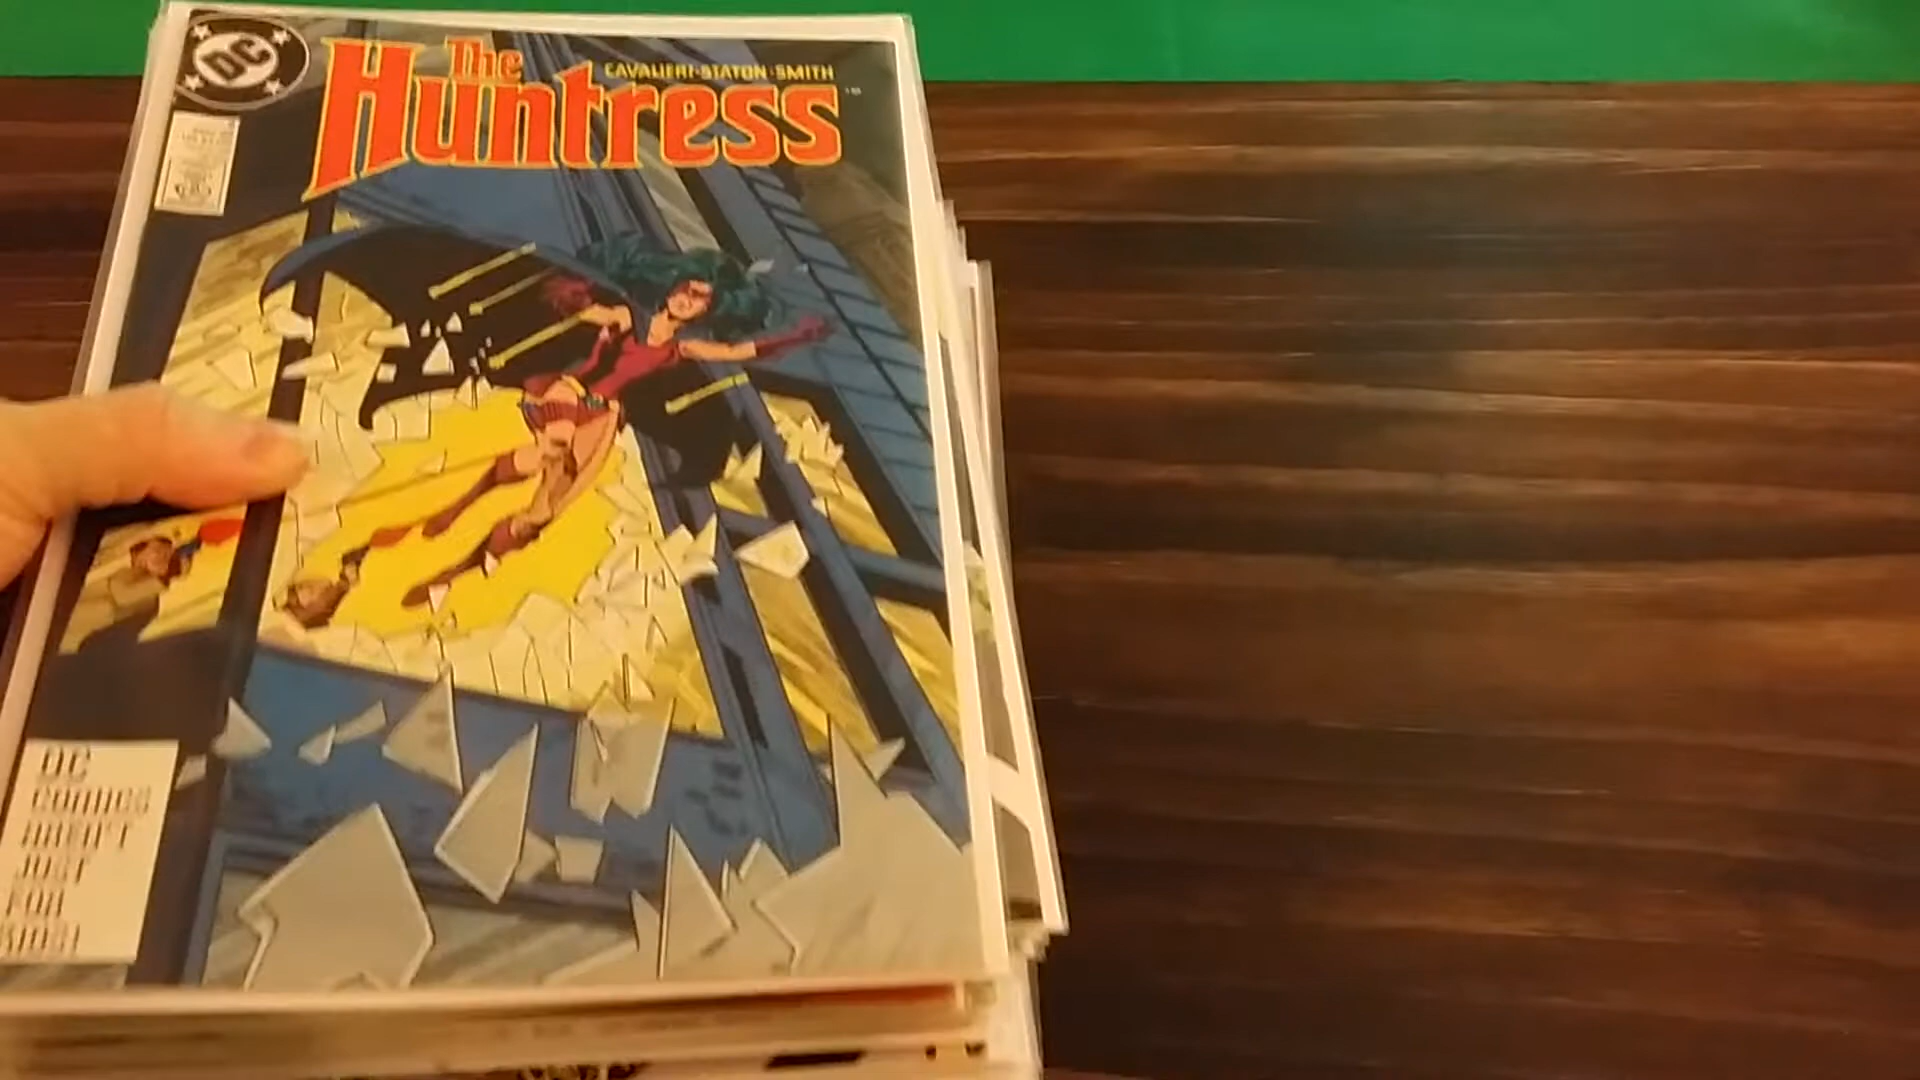 DC
The
CAVALIERI·STATON·SMITH
Huntress
DC
COMICS
AREN'T
JUST
FOR
KIDS!